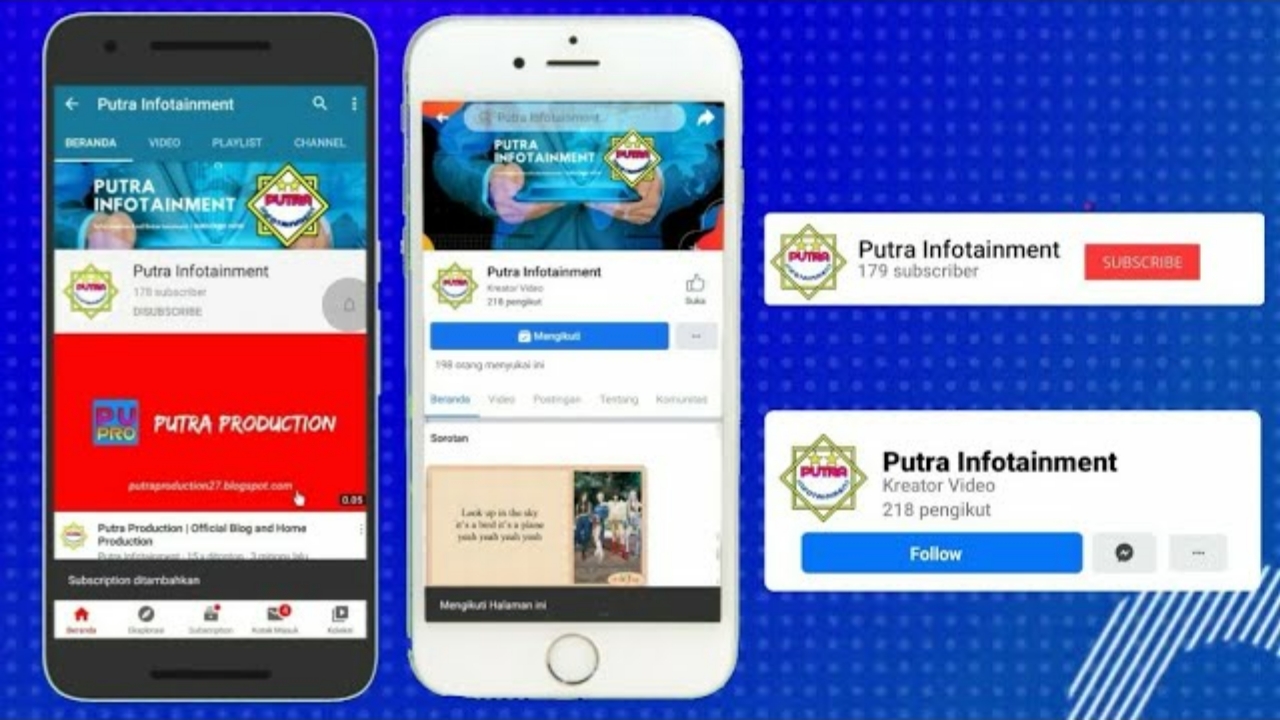 Putra Infotainment
BERANDA VIDEO PLAYLIST CHANNEL
PUTRA
INFOTAINMENT
PUTRA
Putra Infotainment
178 subscriber
DISUBSCRIBE
PU
PRO
PUTRA PRODUCTION
putraproduction27.blogspot.com
0.05
Putra Production | Official Blog and Home
Production
Putra Infotainment · 15 x ditonton · 3 minggu lalu
Subscription ditambahkan
4
Beranda Eksplorasi Subscription Kotak Masuk Koleksi
Putra Infotainment
PUTRA
INFOTAINMENT
PUTRA
Putra Infotainment
Kreator Video
218 pengikut
Suka
Mengikuti
198 orang menyukai ini
Beranda Video Postingan Tentang Komunitas
Sorotan
Look up in the sky
it's a bird it's a plane
yeah yeah yeah yeah
Mengikuti Halaman ini
PUTRA
INFOTAINMENT
Putra Infotainment
179 subscriber
SUBSCRIBE
PUTRA
INFOTAINMENT
Putra Infotainment
Kreator Video
218 pengikut
Follow